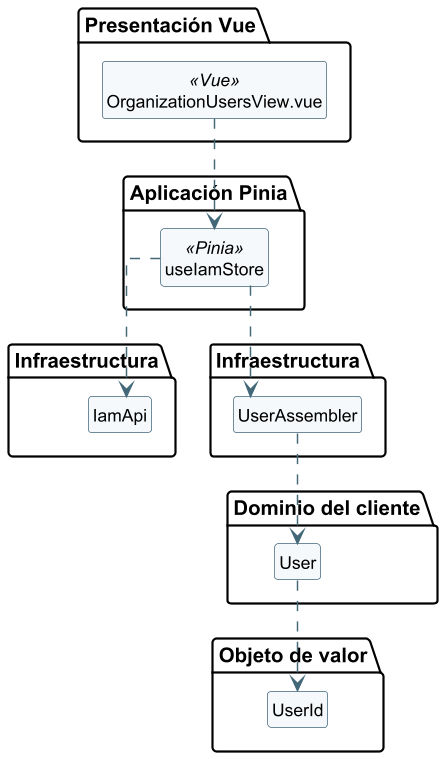 Presentación Vue
«Vue»
OrganizationUsersView.vue
Aplicación Pinia
«Pinia»
useIamStore
Infraestructura
IamApi
Infraestructura
UserAssembler
Dominio del cliente
User
Objeto de valor
UserId